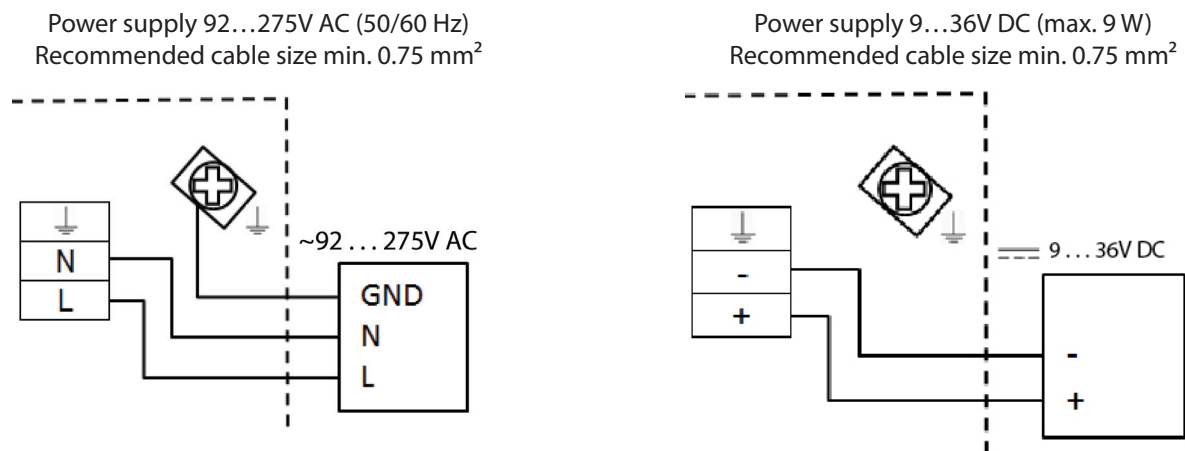 Power supply 92…275V AC (50/60 Hz)
Recommended cable size min. 0.75 mm²
N
L
~92 . . . 275V AC
GND
N
L
Power supply 9…36V DC (max. 9 W)
Recommended cable size min. 0.75 mm²
-
+
9 . . . 36V DC
-
+